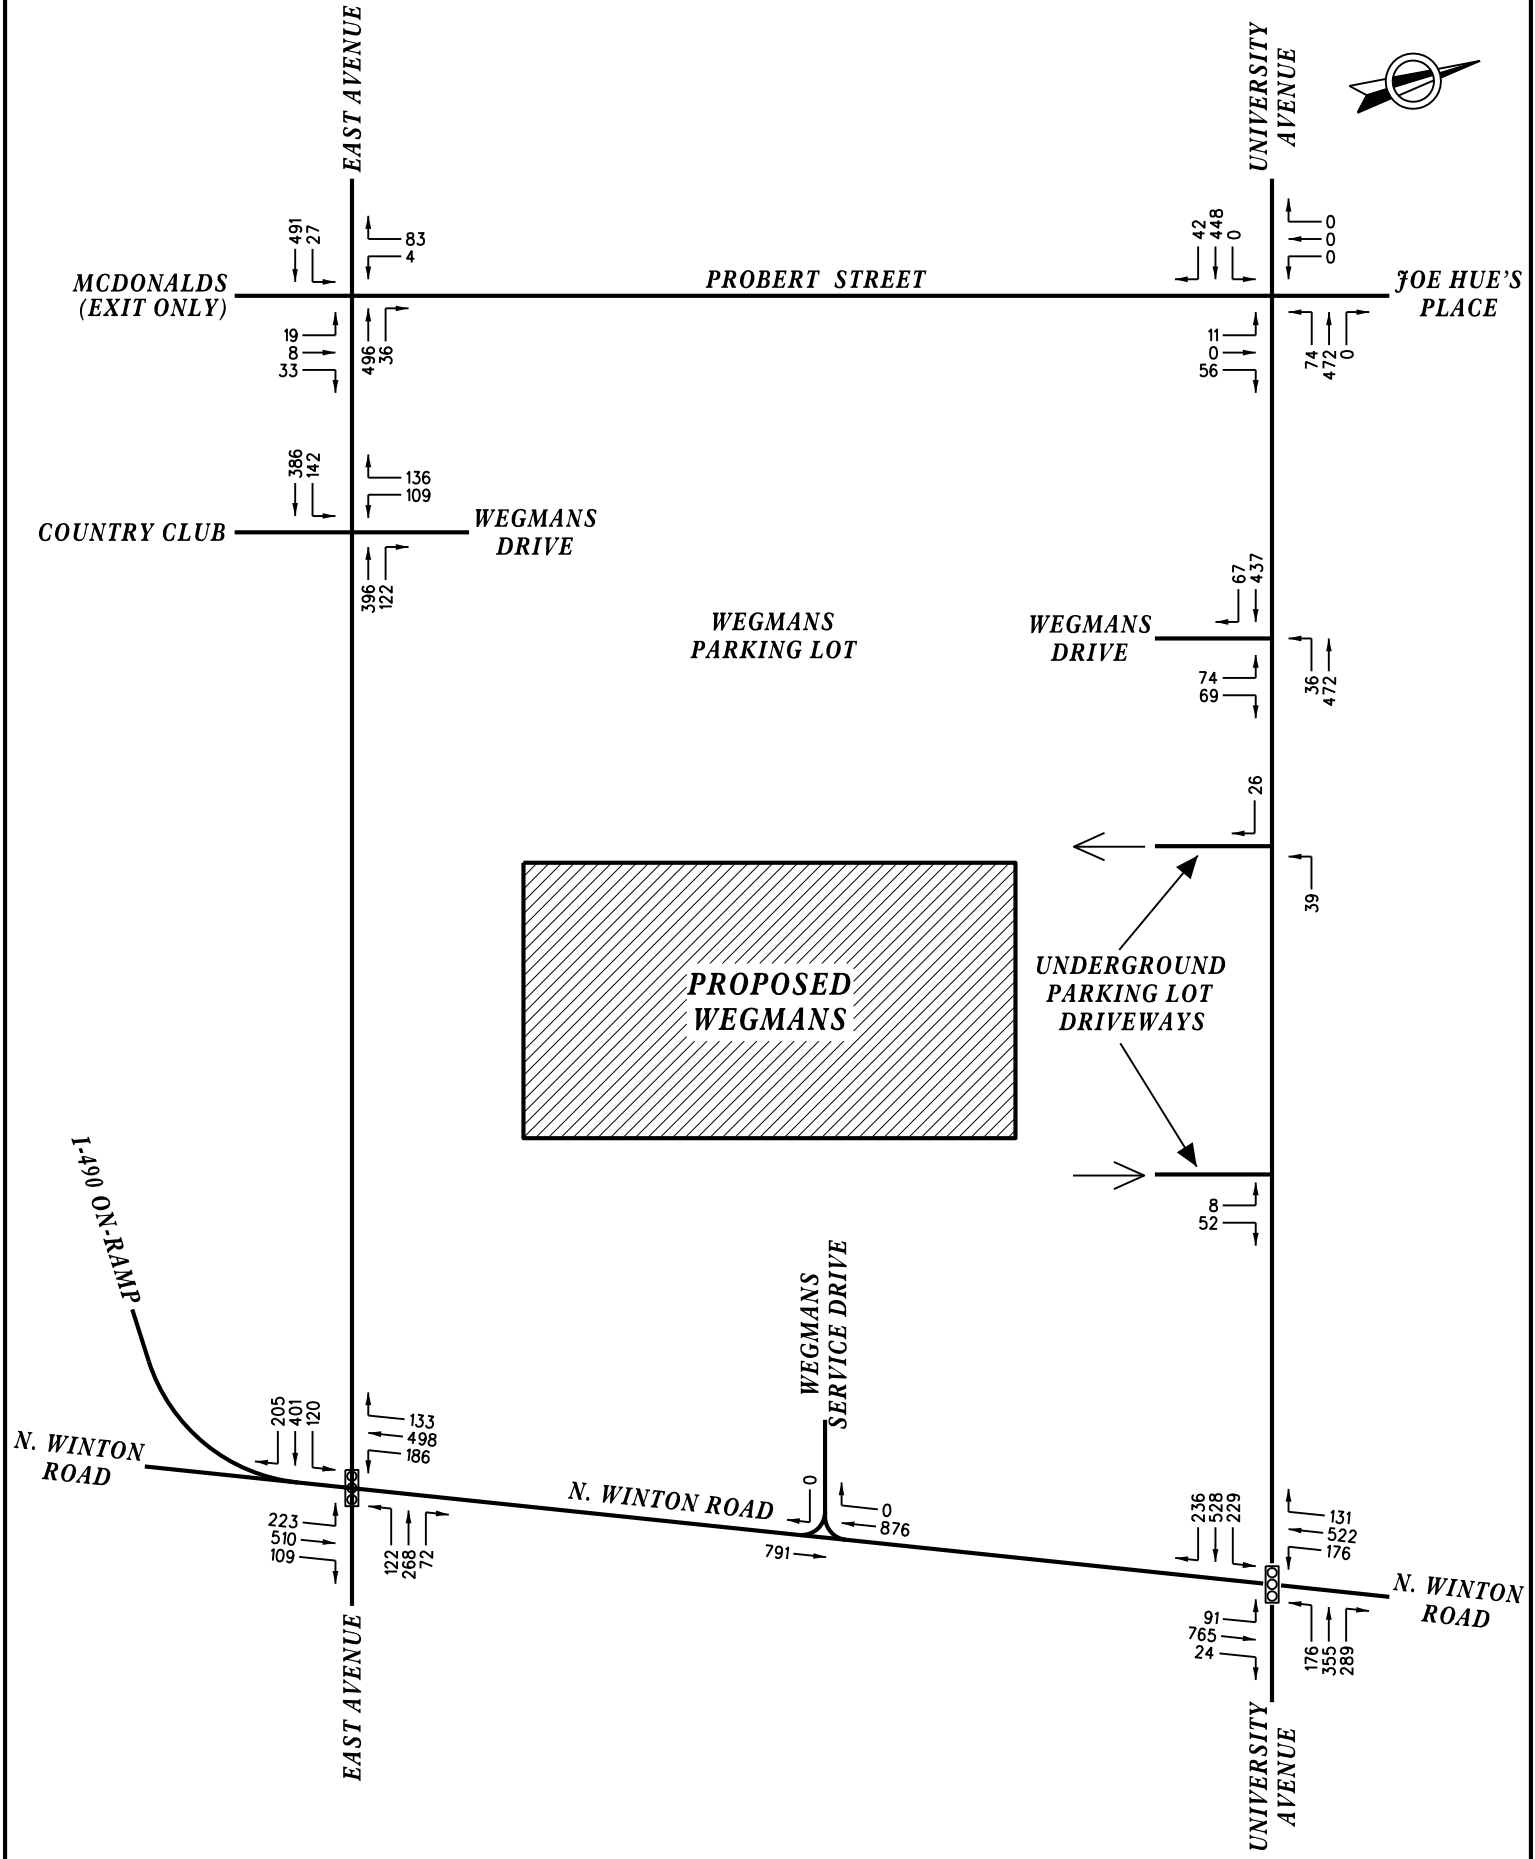 EAST AVENUE
UNIVERSITY
AVENUE
491
27
83
4
42
448
0
0
0
0
MCDONALDS
(EXIT ONLY)
PROBERT STREET
JOE HUE'S
PLACE
19
8
33
496
36
11
0
56
74
472
0
386
142
136
109
COUNTRY CLUB
WEGMANS
DRIVE
396
122
67
437
WEGMANS
PARKING LOT
WEGMANS
DRIVE
74
69
36
472
26
39
PROPOSED
WEGMANS
UNDERGROUND
PARKING LOT
DRIVEWAYS
8
52
I-490 ON-RAMP
WEGMANS
SERVICE DRIVE
205
401
120
133
498
186
N. WINTON
ROAD
N. WINTON ROAD
0
0
876
791
236
528
229
131
522
176
223
510
109
122
268
72
N. WINTON
ROAD
91
765
24
176
355
289
EAST AVENUE
UNIVERSITY
AVENUE